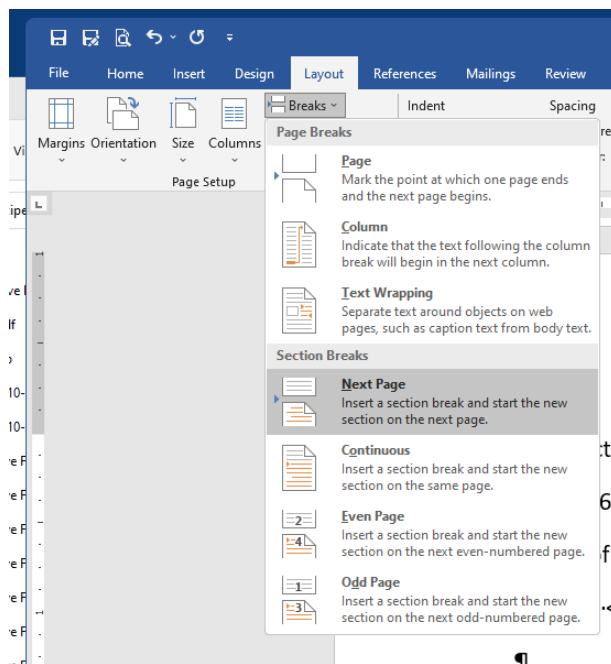 File Home Insert Design Layout References Mailings Review
Breaks Indent Spacing
Margins Orientation Size Columns
Page Setup
Page Breaks
Page
Mark the point at which one page ends
and the next page begins.
Column
Indicate that the text following the column
break will begin in the next column.
Text Wrapping
Separate text around objects on web
pages, such as caption text from body text.
Section Breaks
Next Page
Insert a section break and start the new
section on the next page.
Continuous
Insert a section break and start the new
section on the same page.
Even Page
Insert a section break and start the new
section on the next even-numbered page.
Odd Page
Insert a section break and start the new
section on the next odd-numbered page.